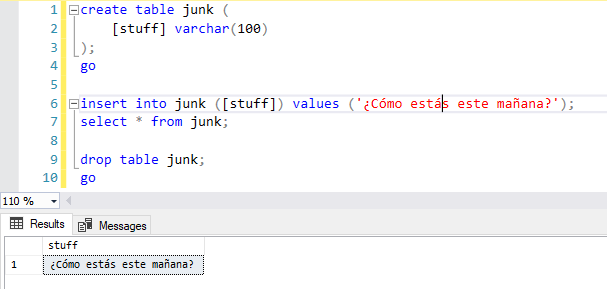 1 create table junk (
2 [stuff] varchar(100)
3 );
4 go
5
6 insert into junk ([stuff]) values ('¿Cómo estás este mañana?');
7 select * from junk;
8
9 drop table junk;
10 go
110 %
Results Messages
stuff
1 ¿Cómo estás este mañana?